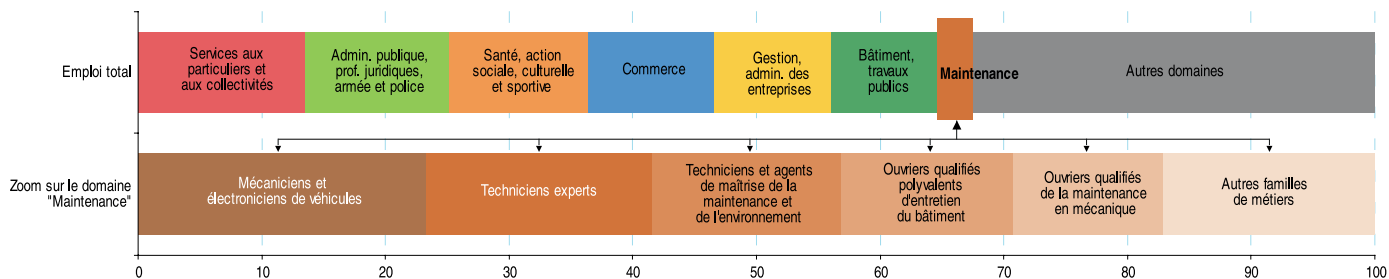 Emploi total
Services aux
particuliers et
aux collectivités
Admin. publique,
prof. juridiques,
armée et police
Santé, action
sociale, culturelle
et sportive
Commerce
Gestion,
admin. des
entreprises
Bâtiment,
travaux
publics
Maintenance
Autres domaines
Zoom sur le domaine
"Maintenance"
Mécaniciens et
électroniciens de véhicules
Techniciens experts
Techniciens et agents
de maîtrise de la
maintenance et
de l'environnement
Ouvriers qualifiés
polyvalents
d'entretien
du bâtiment
Ouvriers qualifiés
de la maintenance
en mécanique
Autres familles
de métiers
0 10 20 30 40 50 60 70 80 90 100